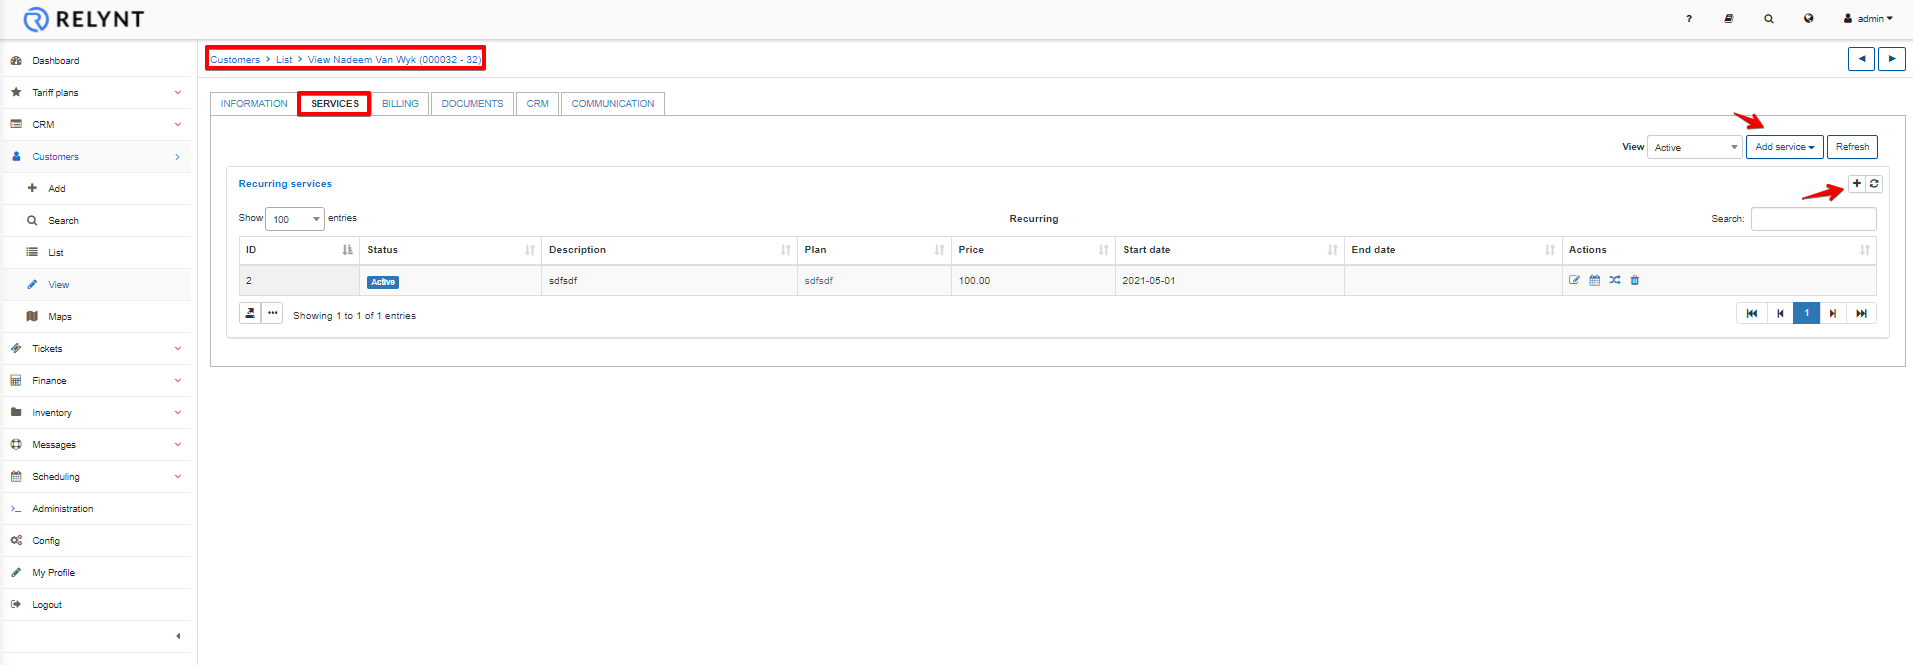 RELYNT
? admin
Dashboard
Tariff plans
CRM
Customers
Add
Search
List
View
Maps
Tickets
Finance
Inventory
Messages
Scheduling
Administration
Config
My Profile
Logout
Customers > List > View Nadeem Van Wyk (000032 - 32)
INFORMATION SERVICES BILLING DOCUMENTS CRM COMMUNICATION
View Active Add service Refresh
Recurring services
Show 100 entries Recurring Search:
ID Status Description Plan Price Start date End date Actions
2 Active sdfsdf sdfsdf 100.00 2021-05-01
Showing 1 to 1 of 1 entries 1